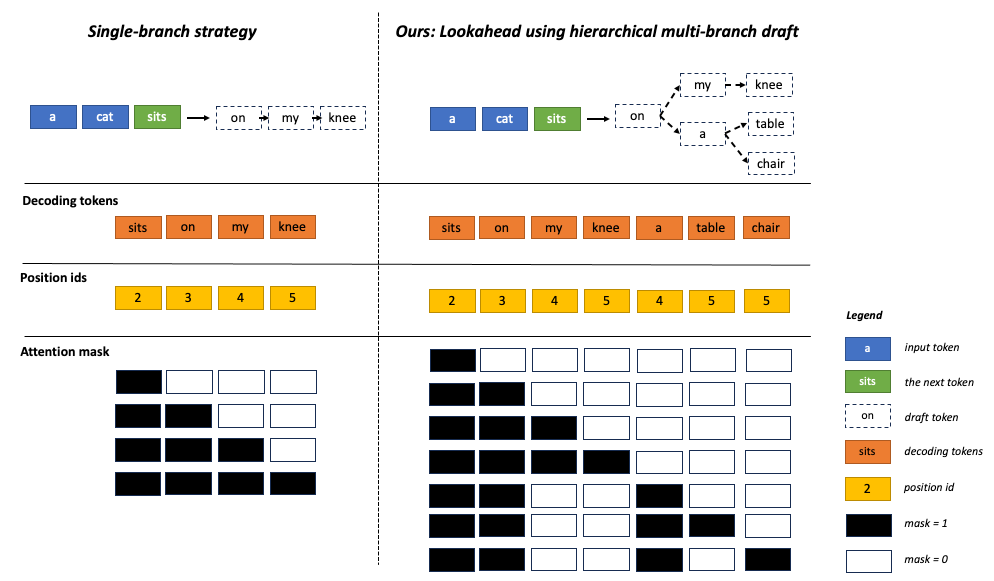 Single-branch strategy
Ours: Lookahead using hierarchical multi-branch draft
a cat sits on my knee
a cat sits on my knee
a table
chair
Decoding tokens
sits on my knee
sits on my knee a table chair
Position ids
2 3 4 5
2 3 4 5 4 5 5
Attention mask
Legend
a input token
sits the next token
on draft token
sits decoding tokens
2 position id
mask = 1
mask = 0